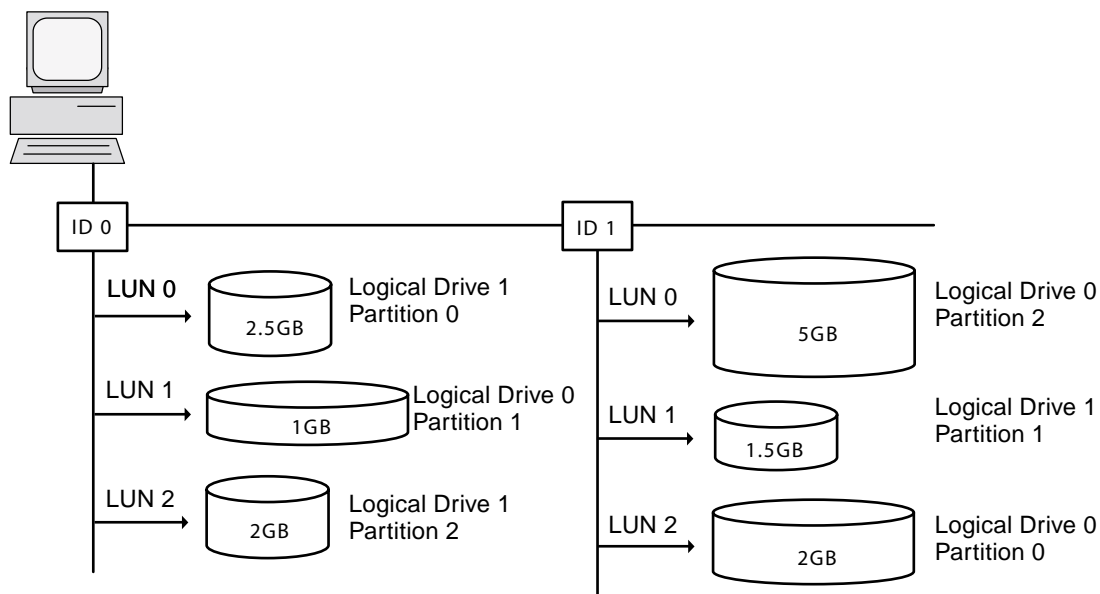 ID 0
LUN 0
2.5GB
Logical Drive 1
Partition 0
LUN 1
1GB
Logical Drive 0
Partition 1
LUN 2
2GB
Logical Drive 1
Partition 2
ID 1
LUN 0
5GB
Logical Drive 0
Partition 2
LUN 1
1.5GB
Logical Drive 1
Partition 1
LUN 2
2GB
Logical Drive 0
Partition 0